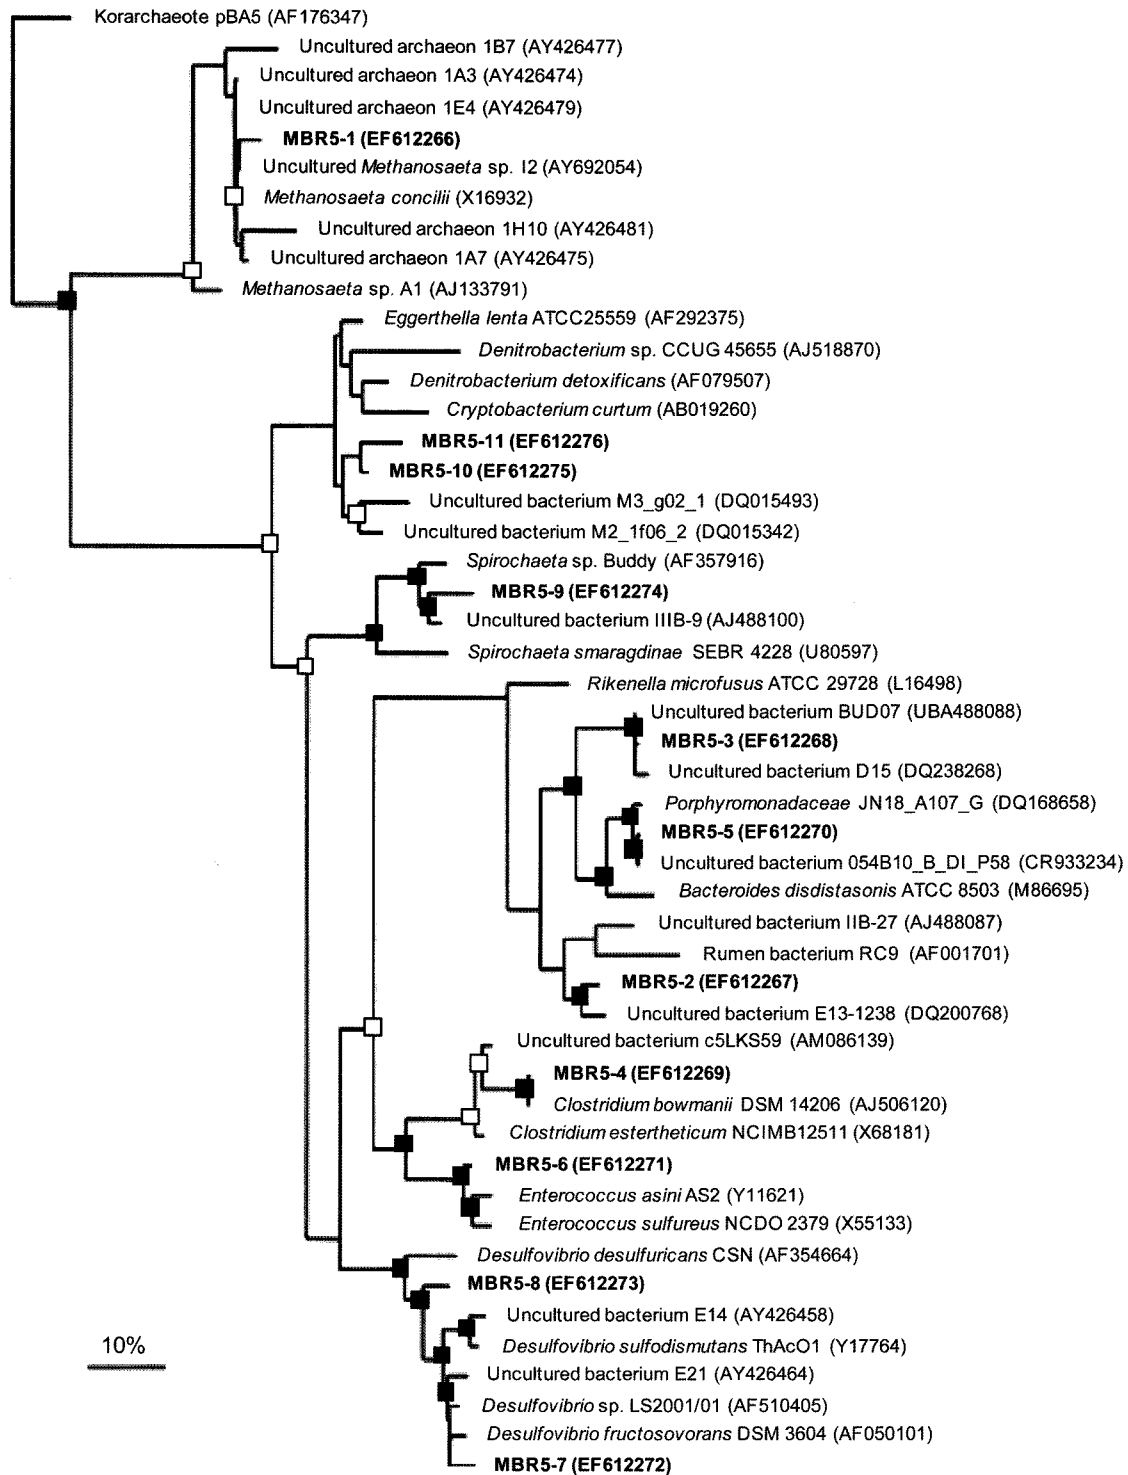 Korarchaeote pBA5 (AF176347)
Uncultured archaeon 1B7 (AY426477)
Uncultured archaeon 1A3 (AY426474)
Uncultured archaeon 1E4 (AY426479)
MBR5-1 (EF612266)
Uncultured Methanosaeta sp. I2 (AY692054)
Methanosaeta concilii (X16932)
Uncultured archaeon 1H10 (AY426481)
Uncultured archaeon 1A7 (AY426475)
Methanosaeta sp. A1 (AJ133791)
Eggerthella lenta ATCC25559 (AF292375)
Denitrobacterium sp. CCUG 45655 (AJ518870)
Denitrobacterium detoxificans (AF079507)
Cryptobacterium curtum (AB019260)
MBR5-11 (EF612276)
MBR5-10 (EF612275)
Uncultured bacterium M3_g02_1 (DQ015493)
Uncultured bacterium M2_1f06_2 (DQ015342)
Spirochaeta sp. Buddy (AF357916)
MBR5-9 (EF612274)
Uncultured bacterium IIIB-9 (AJ488100)
Spirochaeta smaragdinae SEBR 4228 (U80597)
Rikenella microfusus ATCC 29728 (L16498)
Uncultured bacterium BUD07 (UBA488088)
MBR5-3 (EF612268)
Uncultured bacterium D15 (DQ238268)
Porphyromonadaceae JN18_A107_G (DQ168658)
MBR5-5 (EF612270)
Uncultured bacterium 054B10_B_DI_P58 (CR933234)
Bacteroides disdistasonis ATCC 8503 (M86695)
Uncultured bacterium IIB-27 (AJ488087)
Rumen bacterium RC9 (AF001701)
MBR5-2 (EF612267)
Uncultured bacterium E13-1238 (DQ200768)
Uncultured bacterium c5LKS59 (AM086139)
MBR5-4 (EF612269)
Clostridium bowmanii DSM 14206 (AJ506120)
Clostridium estertheticum NCIMB12511 (X68181)
MBR5-6 (EF612271)
Enterococcus asini AS2 (Y11621)
Enterococcus sulfureus NCDO 2379 (X55133)
Desulfovibrio desulfuricans CSN (AF354664)
MBR5-8 (EF612273)
Uncultured bacterium E14 (AY426458)
Desulfovibrio sulfodismutans ThAcO1 (Y17764)
10%
Uncultured bacterium E21 (AY426464)
Desulfovibrio sp. LS2001/01 (AF510405)
Desulfovibrio fructosovorans DSM 3604 (AF050101)
MBR5-7 (EF612272)